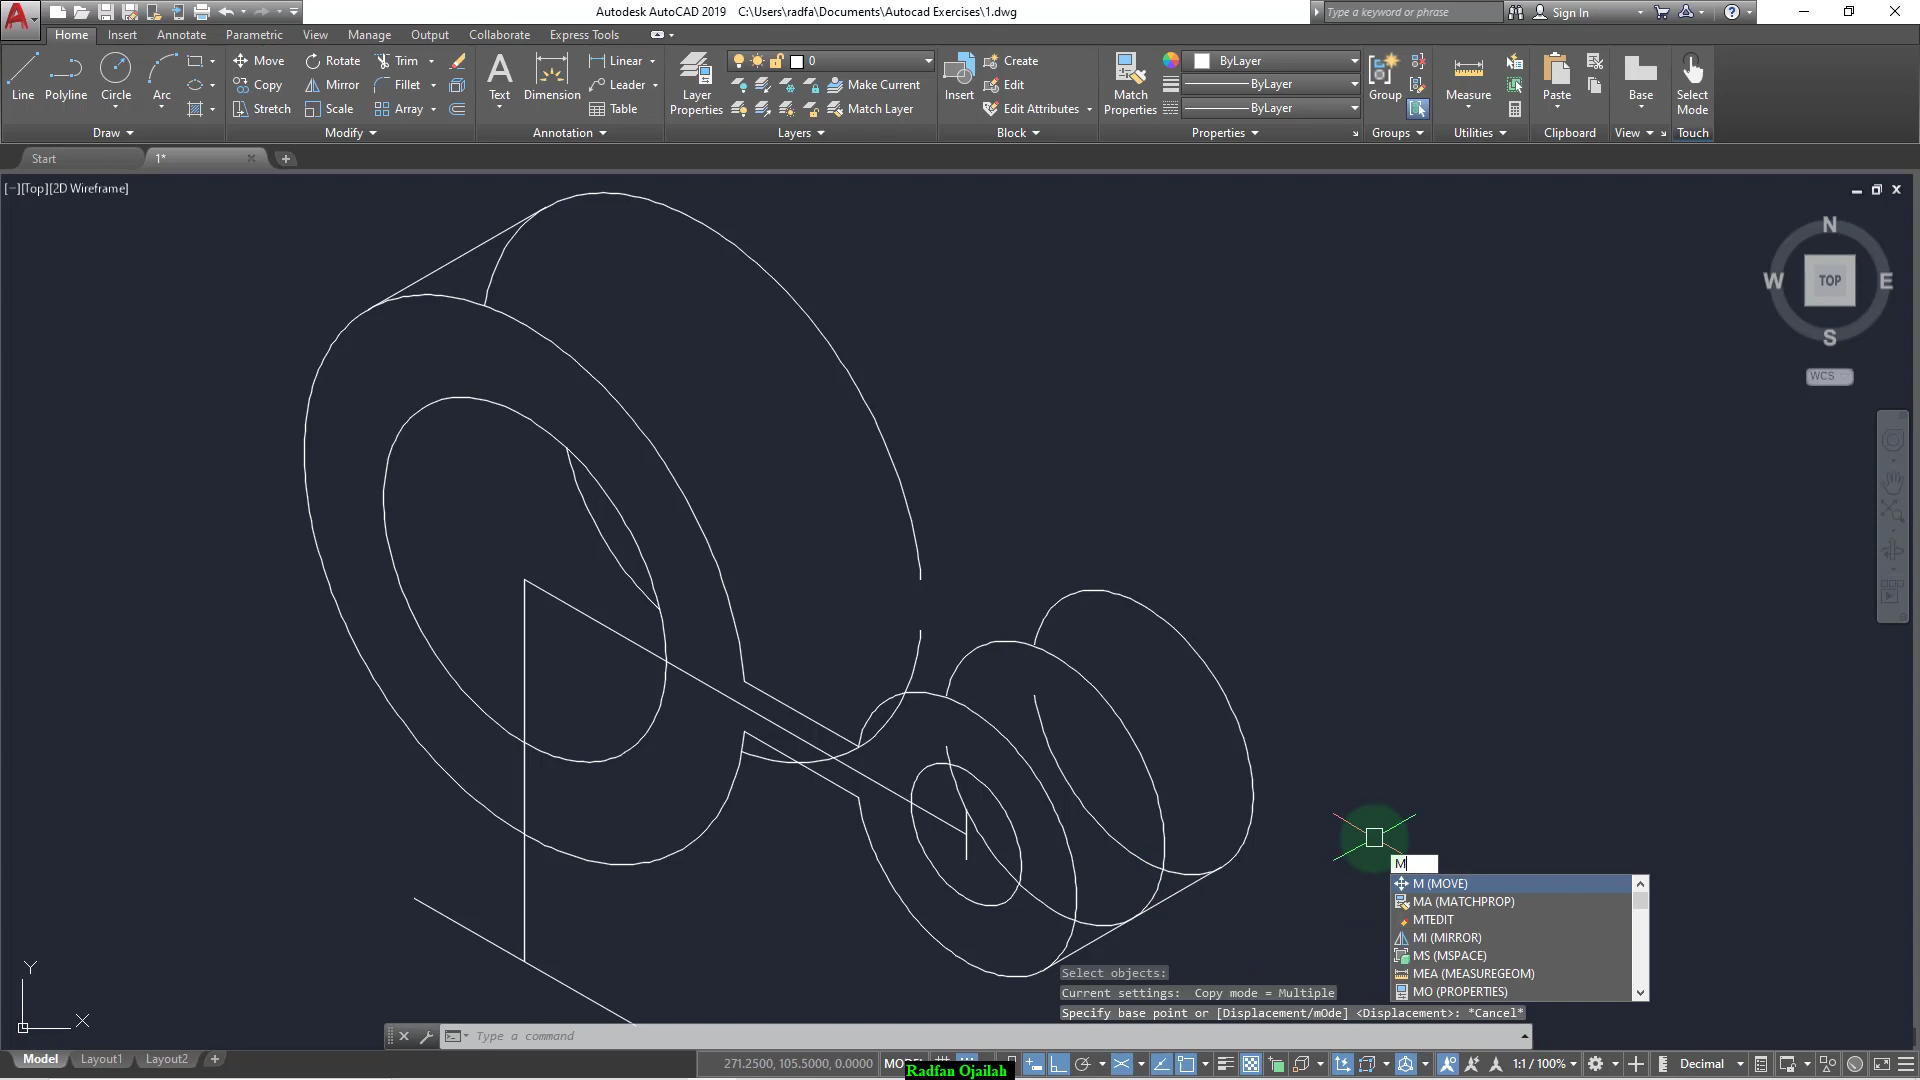 Autodesk AutoCAD 2019 C:\Users\radfa\Documents\Autocad Exercises\1.dwg
Type a keyword or phrase
Sign In
Home Insert Annotate Parametric View Manage Output Collaborate Express Tools
Line Polyline Circle Arc
Draw
Move Rotate Trim
Copy Mirror Fillet
Stretch Scale Array
Modify
Text Dimension
Linear
Leader
Table
Annotation
Layer Properties
0
Make Current
Match Layer
Layers
Insert
Create
Edit
Edit Attributes
Block
Match Properties
ByLayer
ByLayer
ByLayer
Properties
Group
Groups
Measure
Utilities
Paste
Clipboard
Base
View
Select Mode
Touch
Start 1*
[−][Top][2D Wireframe]
N
W TOP E
S
WCS
M
M (MOVE)
MA (MATCHPROP)
MTEDIT
MI (MIRROR)
MS (MSPACE)
MEA (MEASUREGEOM)
MO (PROPERTIES)
Y
X
Select objects:
Current settings: Copy mode = Multiple
Specify base point or [Displacement/mOde] <Displacement>: *Cancel*
Type a command
Model Layout1 Layout2
271.2500, 105.5000, 0.0000
Radfan Ojailah
1:1 / 100%
Decimal